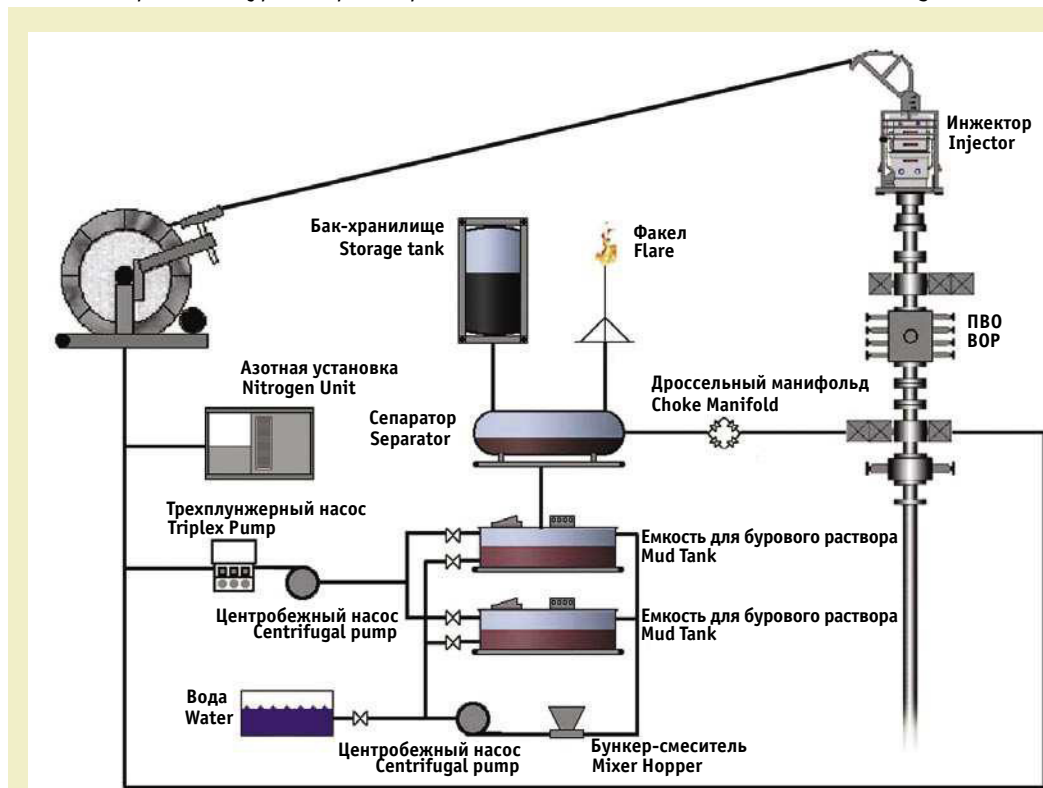 Инжектор
Injector
Бак-хранилище
Storage tank
Факел
Flare
ПВО
BOP
Азотная установка
Nitrogen Unit
Дроссельный манифольд
Choke Manifold
Сепаратор
Separator
Трехплунжерный насос
Triplex Pump
Емкость для бурового раствора
Mud Tank
Центробежный насос
Centrifugal pump
Емкость для бурового раствора
Mud Tank
Вода
Water
Центробежный насос
Centrifugal pump
Бункер-смеситель
Mixer Hopper